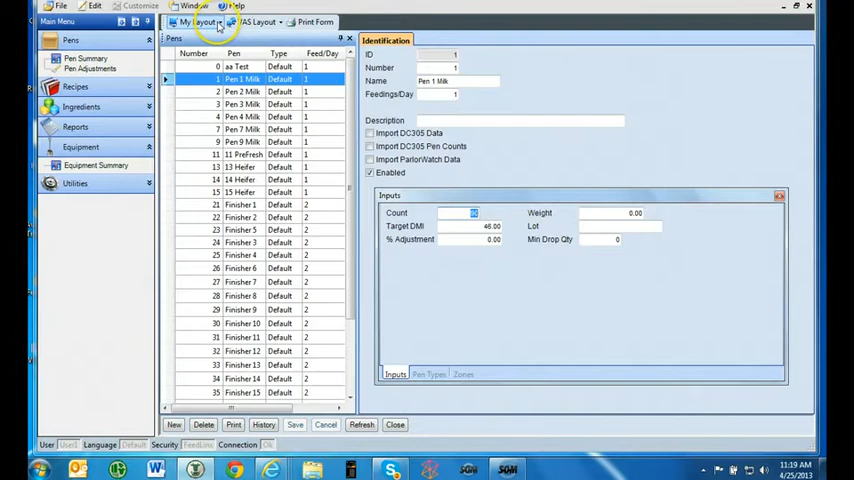 File Edit Customize Window Help
My Layout VAS Layout Print Form
Main Menu
Pens
Pen Summary
Pen Adjustments
Recipes
Ingredients
Reports
Equipment
Equipment Summary
Utilities
Pens
Number Pen Type Feed/Day
0 aa Test Default 1
1 Pen 1 Milk Default 1
2 Pen 2 Milk Default 1
3 Pen 3 Milk Default 1
4 Pen 4 Milk Default 1
7 Pen 7 Milk Default 1
9 Pen 9 Milk Default 1
11 11 PreFresh Default 1
13 13 Heifer Default 1
14 14 Heifer Default 1
15 15 Heifer Default 1
21 Finisher 1 Default 2
22 Finisher 2 Default 2
23 Finisher 5 Default 2
24 Finisher 3 Default 2
25 Finisher 4 Default 2
26 Finisher 6 Default 2
27 Finisher 7 Default 2
28 Finisher 8 Default 2
29 Finisher 9 Default 2
30 Finisher 10 Default 2
31 Finisher 11 Default 2
32 Finisher 12 Default 2
33 Finisher 13 Default 2
34 Finisher 14 Default 2
35 Finisher 15 Default 2
Identification
ID 1
Number 1
Name Pen 1 Milk
Feedings/Day 1
Description
Import DC305 Data
Import DC305 Pen Counts
Import ParlorWatch Data
Enabled
Inputs
Count Weight 0.00
Target DMI 46.00 Lot
% Adjustment 0.00 Min Drop Qty 0
Inputs Pen Types Zones
New Delete Print History Save Cancel Refresh Close
User User1 Language Default Security FeedLine Connection Ok
11:19 AM
4/25/2013